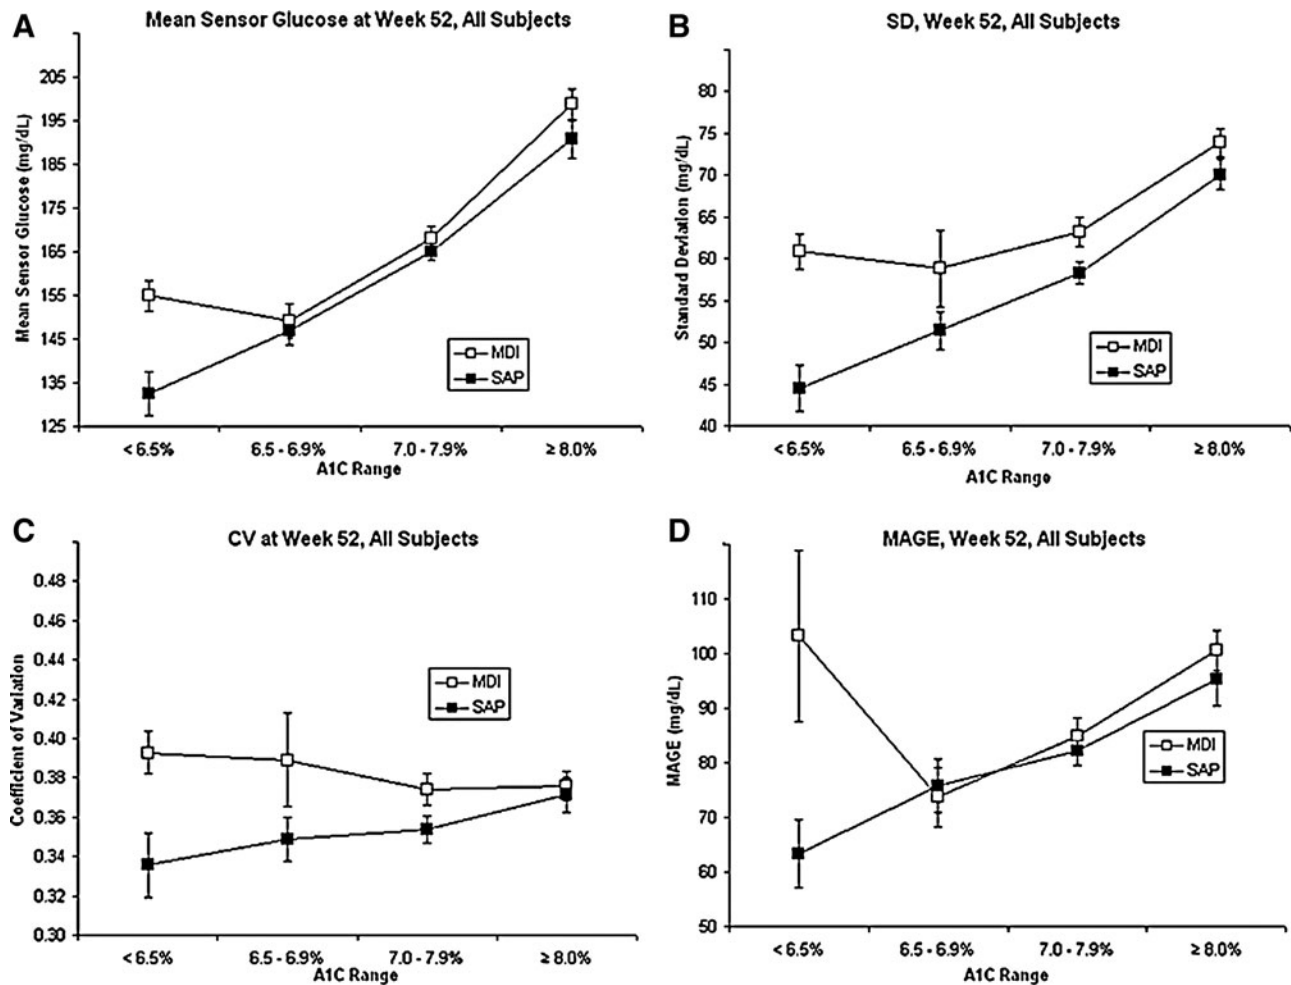 A
Mean Sensor Glucose at Week 52, All Subjects
Mean Sensor Glucose (mg/dL)
205
195
185
175
165
155
145
135
125
MDI
SAP
< 6.5%
6.5 - 6.9%
7.0 - 7.9%
≥ 8.0%
A1C Range
B
SD, Week 52, All Subjects
Standard Deviation (mg/dL)
80
75
70
65
60
55
50
45
40
MDI
SAP
< 6.5%
6.5 - 6.9%
7.0 - 7.9%
≥ 8.0%
A1C Range
C
CV at Week 52, All Subjects
Coefficient of Variation
0.48
0.46
0.44
0.42
0.40
0.38
0.36
0.34
0.32
0.30
MDI
SAP
< 6.5%
6.5 - 6.9%
7.0 - 7.9%
≥ 8.0%
A1C Range
D
MAGE, Week 52, All Subjects
MAGE (mg/dL)
110
100
90
80
70
60
50
MDI
SAP
< 6.5%
6.5 - 6.9%
7.0 - 7.9%
≥ 8.0%
A1C Range